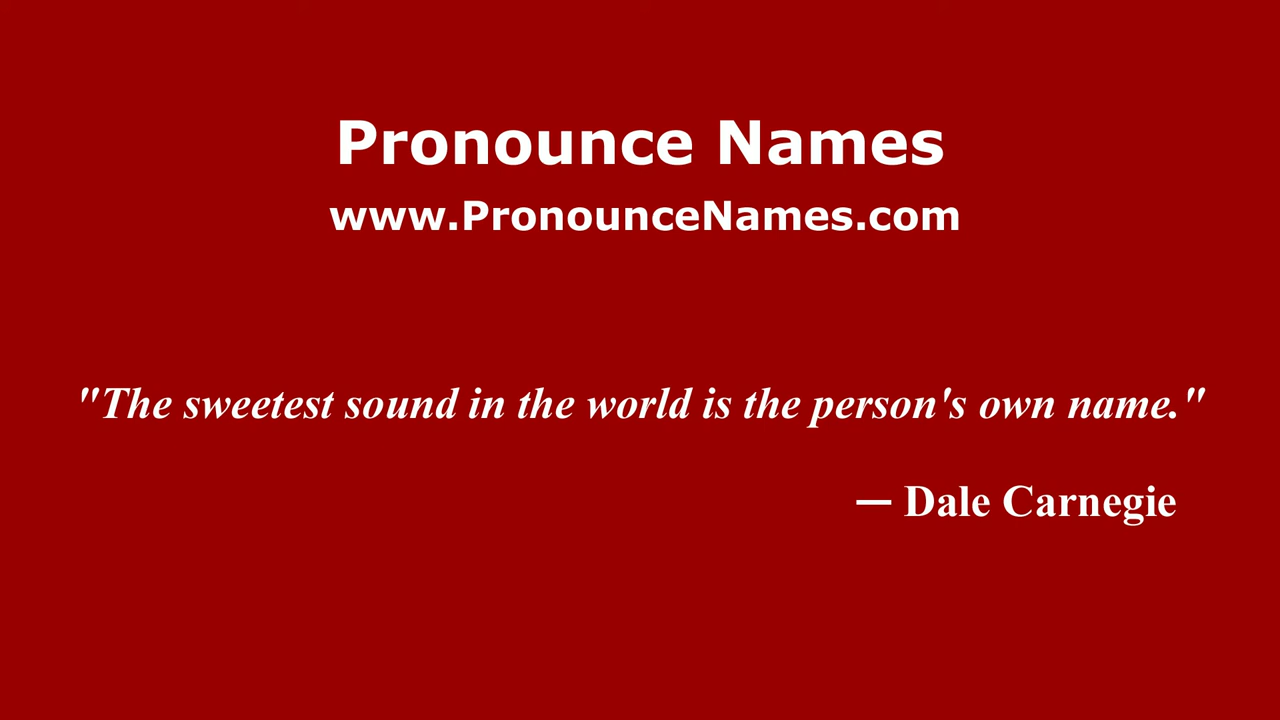 Pronounce Names
www.PronounceNames.com
"The sweetest sound in the world is the person's own name."
— Dale Carnegie